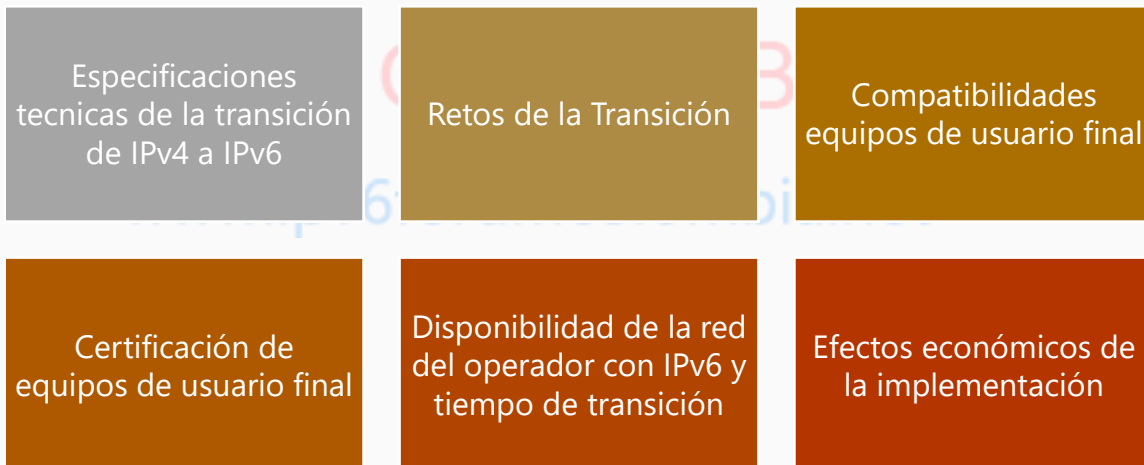 Especificaciones
tecnicas de la transición
de IPv4 a IPv6
Retos de la Transición
Compatibilidades
equipos de usuario final
Certificación de
equipos de usuario final
Disponibilidad de la red
del operador con IPv6 y
tiempo de transición
Efectos económicos de
la implementación